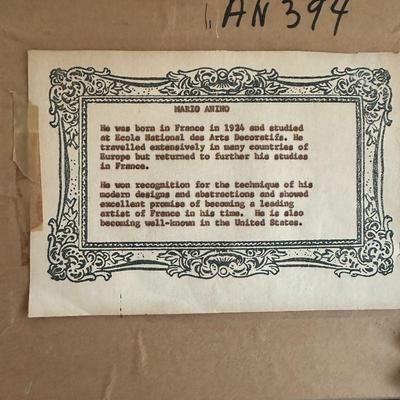 AN 394
MARIO ANINO
He was born in France in 1924 and studied
at Ecole National des Arts Decoratifs. He
travelled extensively in many countries of
Europe but returned to further his studies
in France.
He won recognition for the technique of his
modern designs and abstractions and showed
excellent promise of becoming a leading
artist of France in his time. He is also
becoming well-known in the United States.